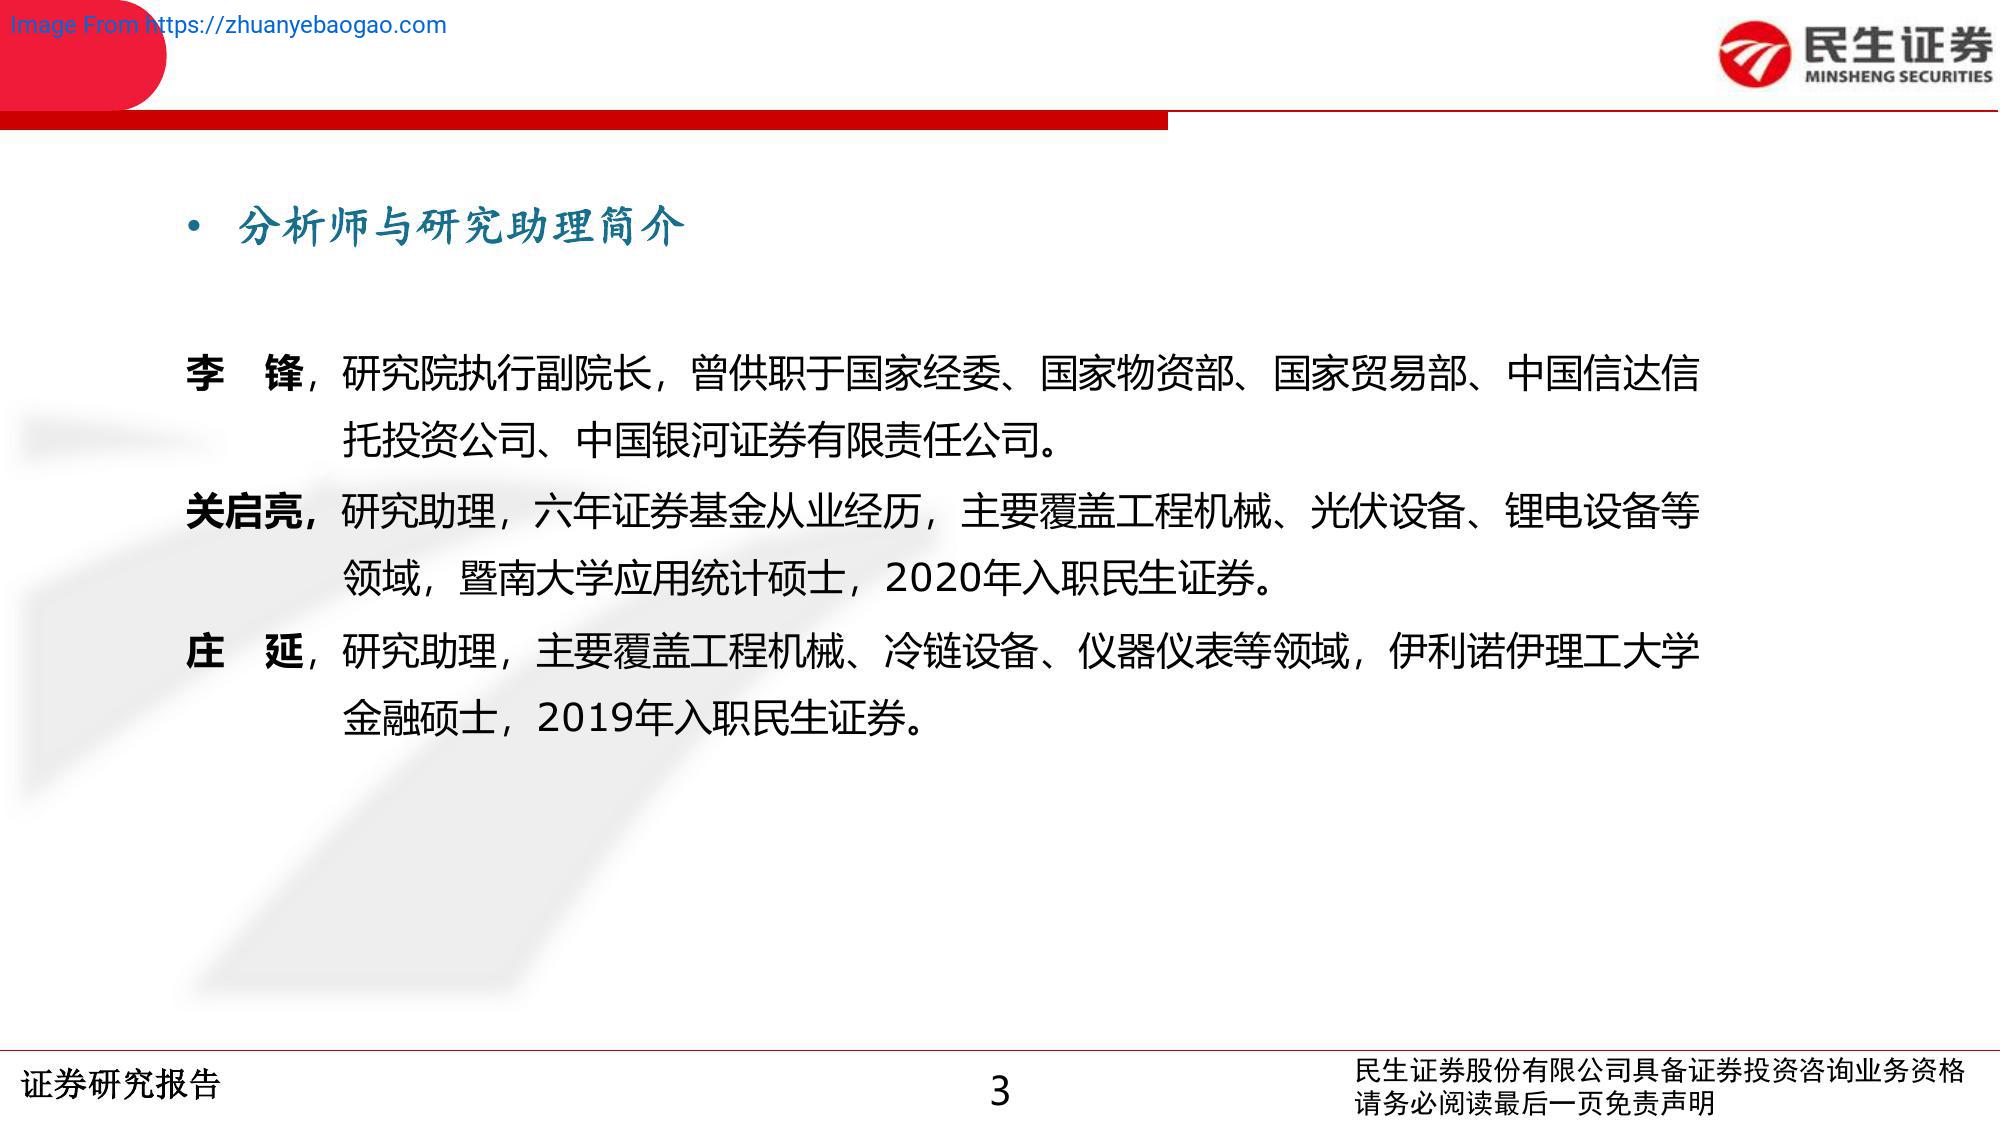 Image From https://zhuanyebaogao.com
民生证券
MINSHENG SECURITIES
• 分析师与研究助理简介
李　锋，研究院执行副院长，曾供职于国家经委、国家物资部、国家贸易部、中国信达信
托投资公司、中国银河证券有限责任公司。
关启亮，研究助理，六年证券基金从业经历，主要覆盖工程机械、光伏设备、锂电设备等
领域，暨南大学应用统计硕士，2020年入职民生证券。
庄　延，研究助理，主要覆盖工程机械、冷链设备、仪器仪表等领域，伊利诺伊理工大学
金融硕士，2019年入职民生证券。
证券研究报告
3
民生证券股份有限公司具备证券投资咨询业务资格
请务必阅读最后一页免责声明